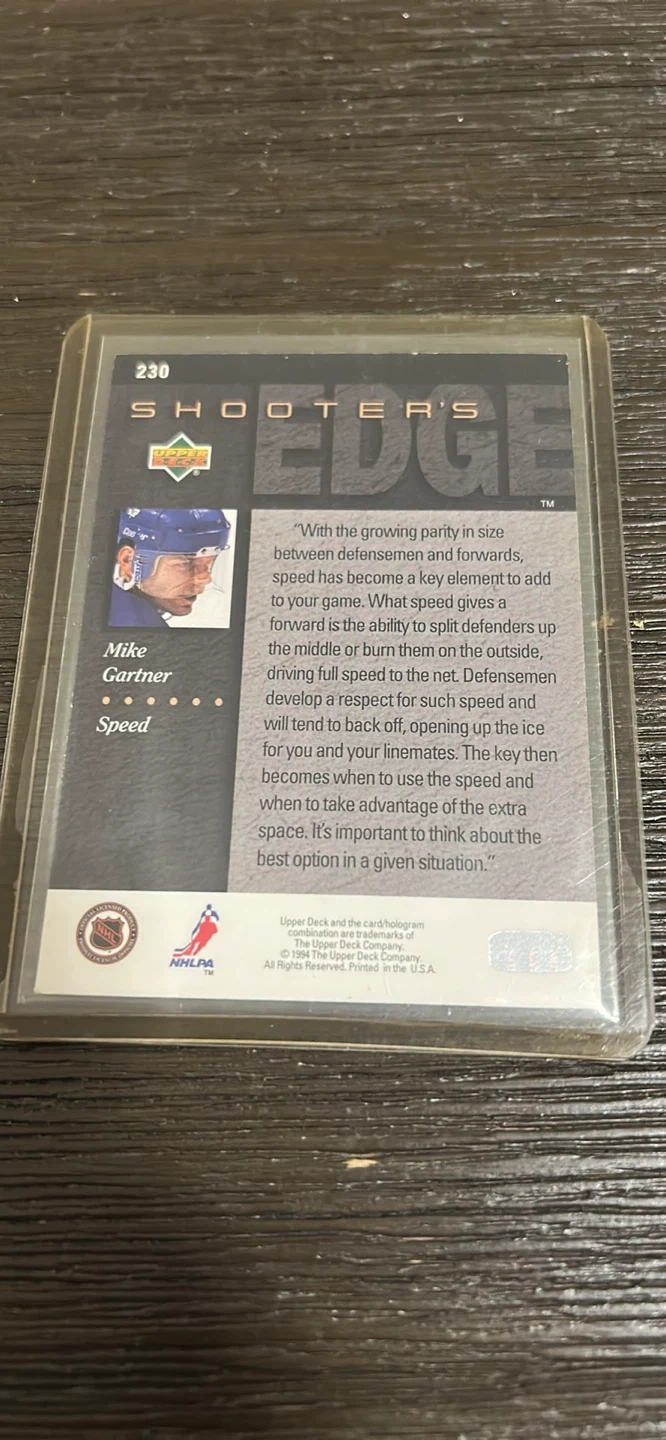 230
SHOOTER'S
EDGE
UPPER
DECK
®
TM
"With the growing parity in size
between defensemen and forwards,
speed has become a key element to add
to your game. What speed gives a
forward is the ability to split defenders up
the middle or burn them on the outside,
driving full speed to the net. Defensemen
develop a respect for such speed and
will tend to back off, opening up the ice
for you and your linemates. The key then
becomes when to use the speed and
when to take advantage of the extra
space. It's important to think about the
best option in a given situation."
Mike
Gartner
Speed
NHL
NHLPA
TM
Upper Deck and the card/hologram
combination are trademarks of
The Upper Deck Company.
© 1994 The Upper Deck Company.
All Rights Reserved. Printed in the U.S.A.